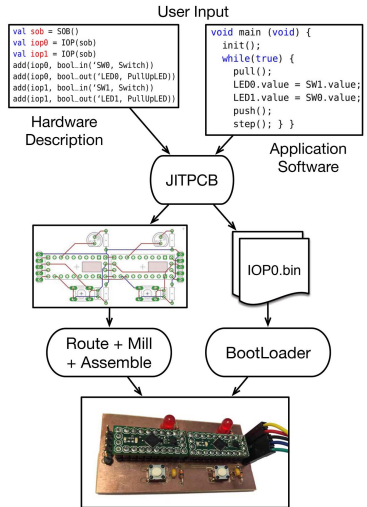 User Input
val sob = SOB()
val iop0 = IOP(sob)
val iop1 = IOP(sob)
add(iop0, bool_in('SW0, Switch))
add(iop0, bool_out('LED0, PullUpLED))
add(iop1, bool_in('SW1, Switch))
add(iop1, bool_out('LED1, PullUpLED))
void main (void) {
init();
while(true) {
pull();
LED0.value = SW1.value;
LED1.value = SW0.value;
push();
step(); } }
Hardware
Description
Application
Software
JITPCB
IOP0.bin
Route + Mill
+ Assemble
BootLoader